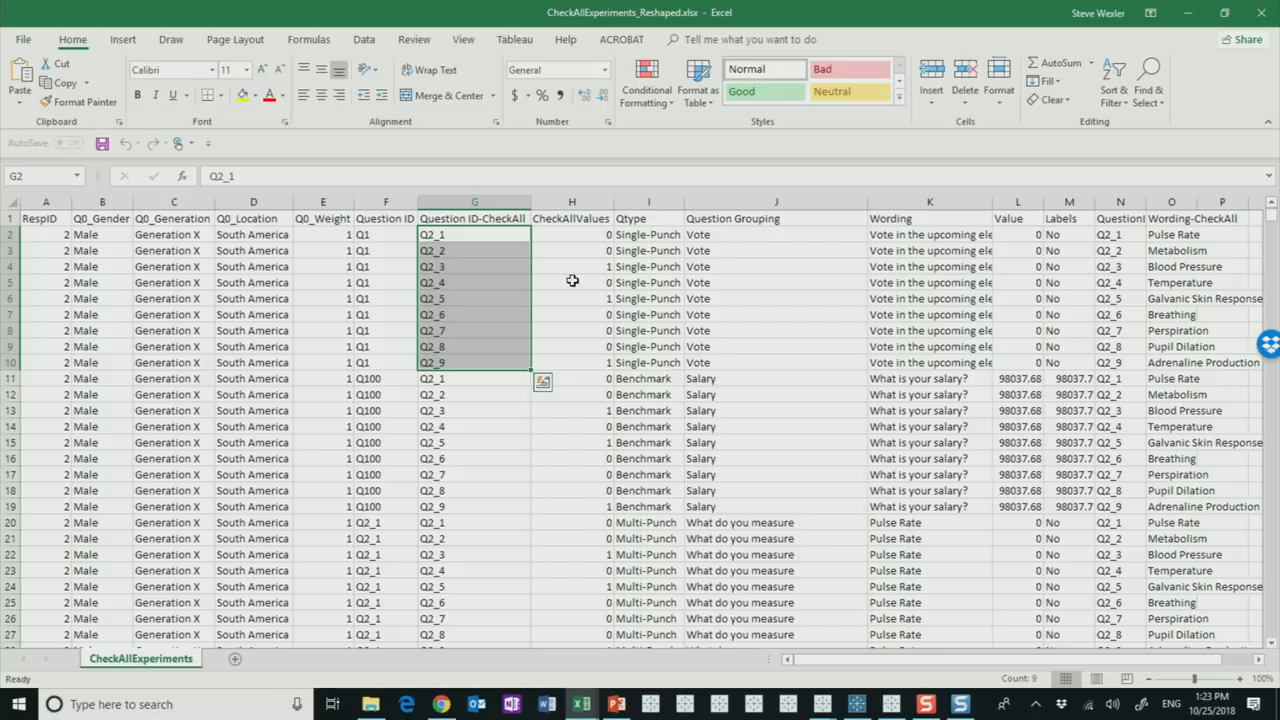 CheckAllExperiments_Reshaped.xlsx - Excel
Steve Wexler
File Home Insert Draw Page Layout Formulas Data Review View Tableau Help ACROBAT Tell me what you want to do Share
Paste Cut Copy Format Painter Clipboard
Calibri 11 B I U A Font
Wrap Text Merge & Center Alignment
General $ % Number
Conditional Formatting Format as Table Normal Bad Good Neutral Styles
Insert Delete Format Cells
AutoSum Fill Clear Sort & Filter Find & Select Editing
AutoSave Off
G2 fx Q2_1
A B C D E F G H I J K L M N O P
1 RespID Q0_Gender Q0_Generation Q0_Location Q0_Weight Question ID Question ID-CheckAll CheckAllValues Qtype Question Grouping Wording Value Labels QuestionI Wording-CheckAll
2 2 Male Generation X South America 1 Q1 Q2_1 0 Single-Punch Vote Vote in the upcoming ele 0 No Q2_1 Pulse Rate
3 2 Male Generation X South America 1 Q1 Q2_2 0 Single-Punch Vote Vote in the upcoming ele 0 No Q2_2 Metabolism
4 2 Male Generation X South America 1 Q1 Q2_3 1 Single-Punch Vote Vote in the upcoming ele 0 No Q2_3 Blood Pressure
5 2 Male Generation X South America 1 Q1 Q2_4 0 Single-Punch Vote Vote in the upcoming ele 0 No Q2_4 Temperature
6 2 Male Generation X South America 1 Q1 Q2_5 1 Single-Punch Vote Vote in the upcoming ele 0 No Q2_5 Galvanic Skin Response
7 2 Male Generation X South America 1 Q1 Q2_6 0 Single-Punch Vote Vote in the upcoming ele 0 No Q2_6 Breathing
8 2 Male Generation X South America 1 Q1 Q2_7 0 Single-Punch Vote Vote in the upcoming ele 0 No Q2_7 Perspiration
9 2 Male Generation X South America 1 Q1 Q2_8 0 Single-Punch Vote Vote in the upcoming ele 0 No Q2_8 Pupil Dilation
10 2 Male Generation X South America 1 Q1 Q2_9 1 Single-Punch Vote Vote in the upcoming ele 0 No Q2_9 Adrenaline Production
11 2 Male Generation X South America 1 Q100 Q2_1 0 Benchmark Salary What is your salary? 98037.68 98037.7 Q2_1 Pulse Rate
12 2 Male Generation X South America 1 Q100 Q2_2 0 Benchmark Salary What is your salary? 98037.68 98037.7 Q2_2 Metabolism
13 2 Male Generation X South America 1 Q100 Q2_3 1 Benchmark Salary What is your salary? 98037.68 98037.7 Q2_3 Blood Pressure
14 2 Male Generation X South America 1 Q100 Q2_4 0 Benchmark Salary What is your salary? 98037.68 98037.7 Q2_4 Temperature
15 2 Male Generation X South America 1 Q100 Q2_5 1 Benchmark Salary What is your salary? 98037.68 98037.7 Q2_5 Galvanic Skin Response
16 2 Male Generation X South America 1 Q100 Q2_6 0 Benchmark Salary What is your salary? 98037.68 98037.7 Q2_6 Breathing
17 2 Male Generation X South America 1 Q100 Q2_7 0 Benchmark Salary What is your salary? 98037.68 98037.7 Q2_7 Perspiration
18 2 Male Generation X South America 1 Q100 Q2_8 0 Benchmark Salary What is your salary? 98037.68 98037.7 Q2_8 Pupil Dilation
19 2 Male Generation X South America 1 Q100 Q2_9 1 Benchmark Salary What is your salary? 98037.68 98037.7 Q2_9 Adrenaline Production
20 2 Male Generation X South America 1 Q2_1 Q2_1 0 Multi-Punch What do you measure Pulse Rate 0 No Q2_1 Pulse Rate
21 2 Male Generation X South America 1 Q2_1 Q2_2 0 Multi-Punch What do you measure Pulse Rate 0 No Q2_2 Metabolism
22 2 Male Generation X South America 1 Q2_1 Q2_3 1 Multi-Punch What do you measure Pulse Rate 0 No Q2_3 Blood Pressure
23 2 Male Generation X South America 1 Q2_1 Q2_4 0 Multi-Punch What do you measure Pulse Rate 0 No Q2_4 Temperature
24 2 Male Generation X South America 1 Q2_1 Q2_5 1 Multi-Punch What do you measure Pulse Rate 0 No Q2_5 Galvanic Skin Response
25 2 Male Generation X South America 1 Q2_1 Q2_6 0 Multi-Punch What do you measure Pulse Rate 0 No Q2_6 Breathing
26 2 Male Generation X South America 1 Q2_1 Q2_7 0 Multi-Punch What do you measure Pulse Rate 0 No Q2_7 Perspiration
27 2 Male Generation X South America 1 Q2_1 Q2_8 0 Multi-Punch What do you measure Pulse Rate 0 No Q2_8 Pupil Dilation
CheckAllExperiments
Ready Count: 9 100%
Type here to search
1:23 PM
10/25/2018